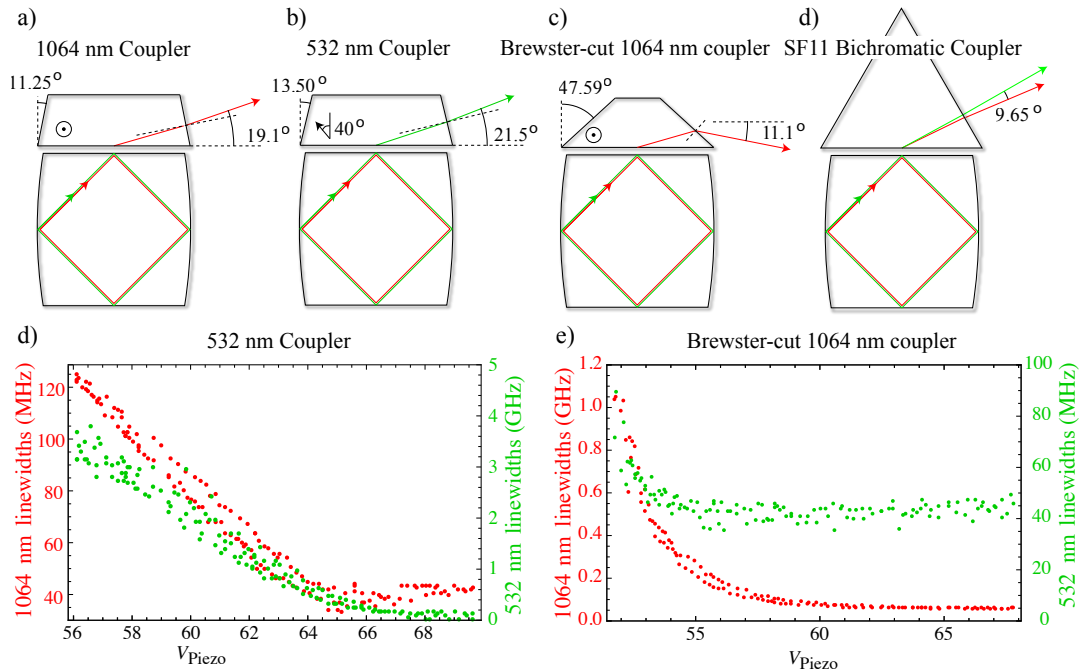 a)
1064 nm Coupler
11.25°
19.1°
b)
532 nm Coupler
13.50°
40°
21.5°
c)
Brewster-cut 1064 nm coupler
47.59°
11.1°
d)
SF11 Bichromatic Coupler
9.65°
d)
532 nm Coupler
1064 nm linewidths (MHz)
120
100
80
60
40
56
58
60
62
64
66
68
V Piezo
5
4
3
2
1
0
532 nm linewidths (GHz)
e)
Brewster-cut 1064 nm coupler
1064 nm linewidths (GHz)
1.2
1.0
0.8
0.6
0.4
0.2
0.0
55
60
65
V Piezo
100
80
60
40
20
0
532 nm linewidths (MHz)